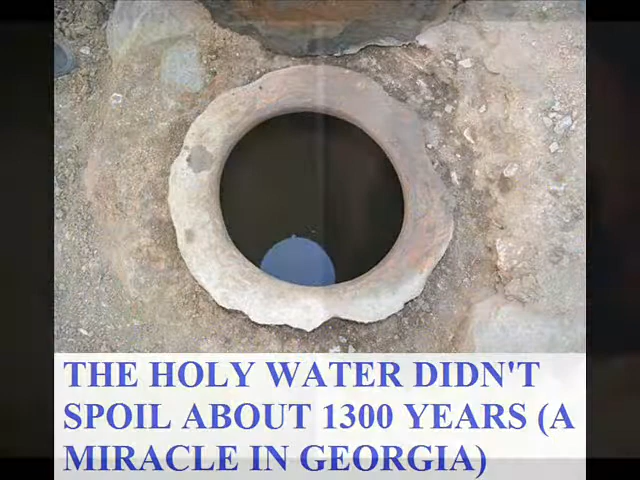 THE HOLY WATER DIDN'T
SPOIL ABOUT 1300 YEARS (A
MIRACLE IN GEORGIA)